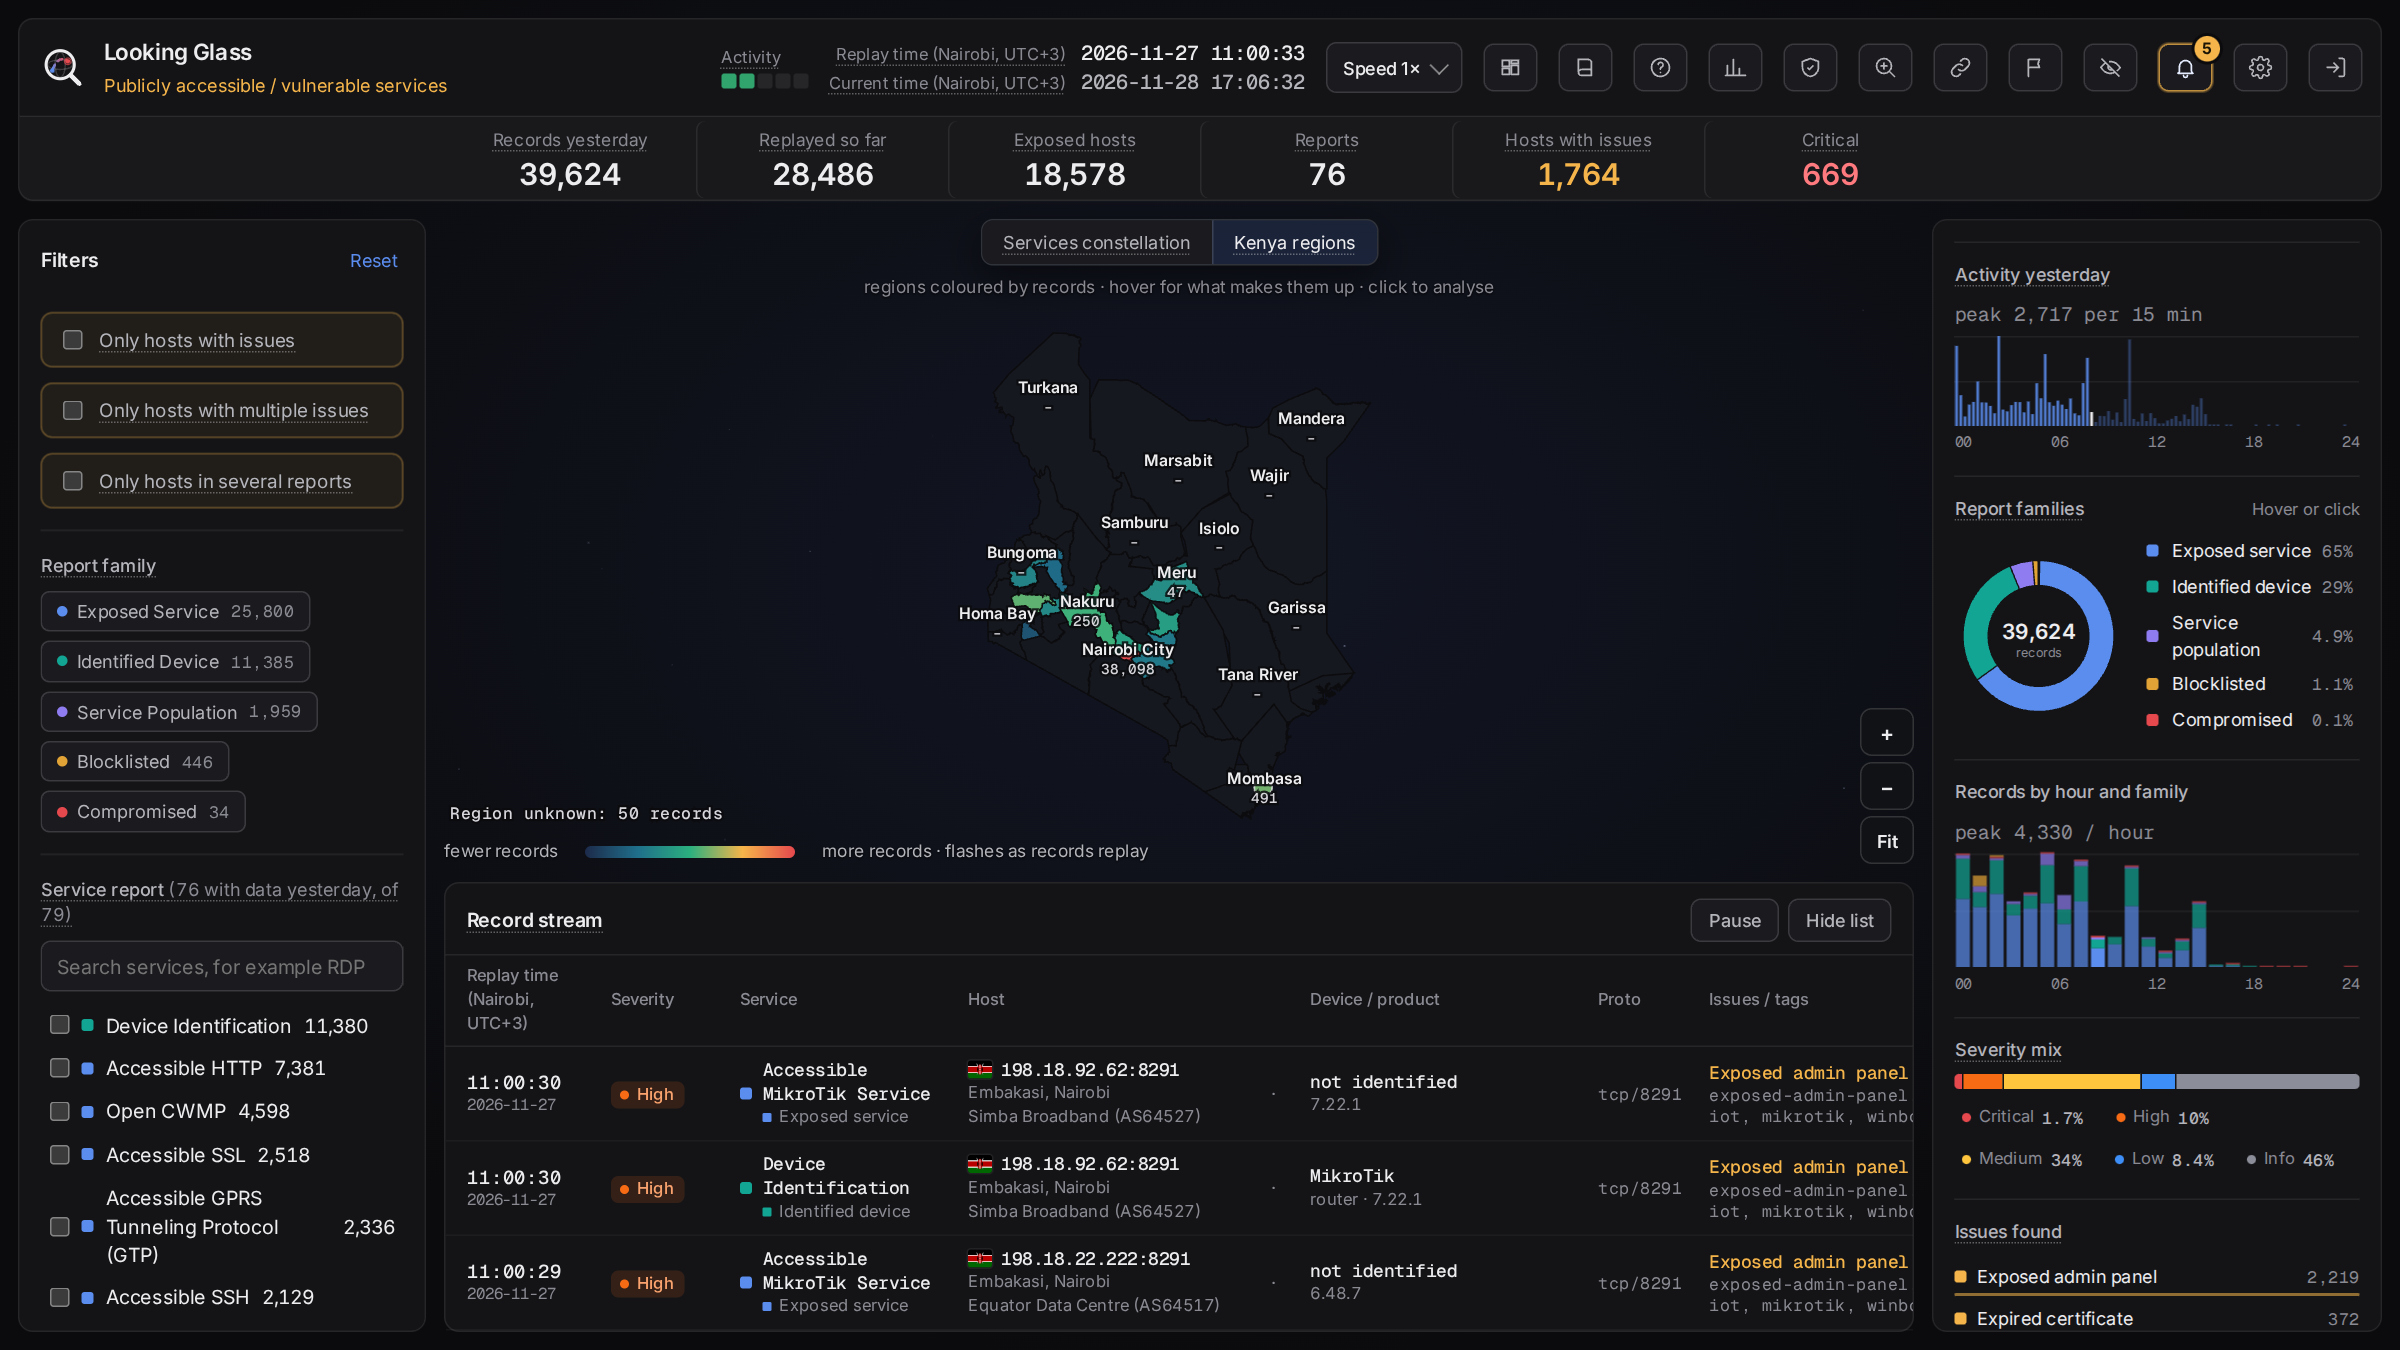 Looking Glass
Publicly accessible / vulnerable services
Activity
Replay time (Nairobi, UTC+3) 2026-11-27 11:00:33
Current time (Nairobi, UTC+3) 2026-11-28 17:06:32
Speed 1×
5
Records yesterday
39,624
Replayed so far
28,486
Exposed hosts
18,578
Reports
76
Hosts with issues
1,764
Critical
669
Filters
Reset
Only hosts with issues
Only hosts with multiple issues
Only hosts in several reports
Report family
Exposed Service 25,800
Identified Device 11,385
Service Population 1,959
Blocklisted 446
Compromised 34
Service report (76 with data yesterday, of
79)
Search services, for example RDP
Device Identification 11,380
Accessible HTTP 7,381
Open CWMP 4,598
Accessible SSL 2,518
Accessible GPRS
Tunneling Protocol
(GTP)
2,336
Accessible SSH 2,129
Services constellation
Kenya regions
regions coloured by records · hover for what makes them up · click to analyse
Turkana
–
Mandera
–
Marsabit
–
Wajir
–
Samburu
–
Isiolo
–
Bungoma
–
Meru
47
Nakuru
250
Homa Bay
–
Garissa
–
Nairobi City
38,098
Tana River
–
Mombasa
491
+
−
Fit
Region unknown: 50 records
fewer records
more records · flashes as records replay
Record stream
Pause
Hide list
Replay time
(Nairobi,
UTC+3)
Severity
Service
Host
Device / product
Proto
Issues / tags
11:00:30
2026-11-27
High
Accessible
MikroTik Service
Exposed service
198.18.92.62:8291
Embakasi, Nairobi
Simba Broadband (AS64527)
·
not identified
7.22.1
tcp/8291
Exposed admin panel
exposed-admin-panel
iot, mikrotik, winbo
11:00:30
2026-11-27
High
Device
Identification
Identified device
198.18.92.62:8291
Embakasi, Nairobi
Simba Broadband (AS64527)
·
MikroTik
router · 7.22.1
tcp/8291
Exposed admin panel
exposed-admin-panel
iot, mikrotik, winbo
11:00:29
2026-11-27
High
Accessible
MikroTik Service
Exposed service
198.18.22.222:8291
Embakasi, Nairobi
Equator Data Centre (AS64517)
·
not identified
6.48.7
tcp/8291
Exposed admin panel
exposed-admin-panel
iot, mikrotik, winbo
Activity yesterday
peak 2,717 per 15 min
00 06 12 18 24
Report families
Hover or click
39,624
records
Exposed service 65%
Identified device 29%
Service
population
4.9%
Blocklisted 1.1%
Compromised 0.1%
Records by hour and family
peak 4,330 / hour
00 06 12 18 24
Severity mix
Critical 1.7%
High 10%
Medium 34%
Low 8.4%
Info 46%
Issues found
Exposed admin panel 2,219
Expired certificate 372